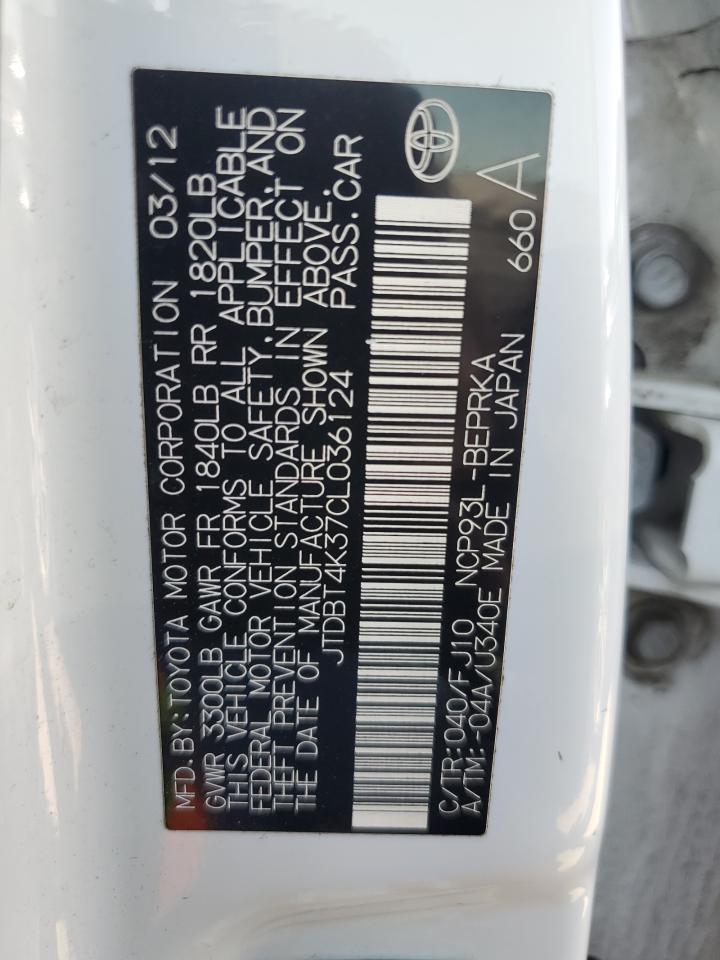 MFD. BY: TOYOTA MOTOR CORPORATION 03/12
GVWR 3300LB GAWR FR 1840LB RR 1820LB
THIS VEHICLE CONFORMS TO ALL APPLICABLE
FEDERAL MOTOR VEHICLE SAFETY, BUMPER, AND
THEFT PREVENTION STANDARDS IN EFFECT ON
THE DATE OF MANUFACTURE SHOWN ABOVE.
JTDBT4K37CL036124 PASS. CAR
C/TR: 040/FJ10 NCP93L-BEPRKA
A/TM: -04A/U340E MADE IN JAPAN 660 A